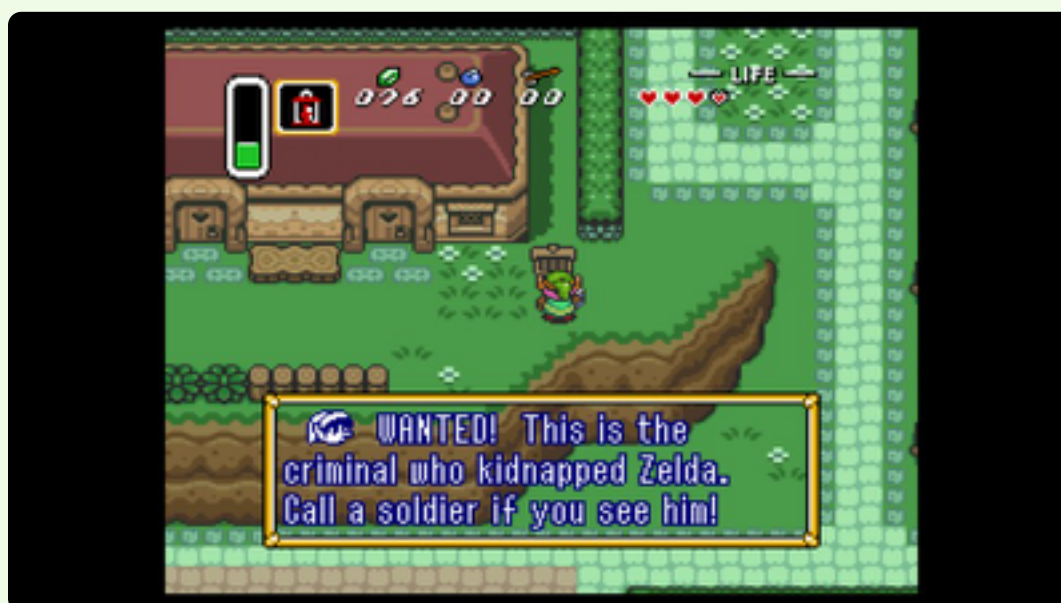 LIFE
076 00 00
WANTED! This is the
criminal who kidnapped Zelda.
Call a soldier if you see him!